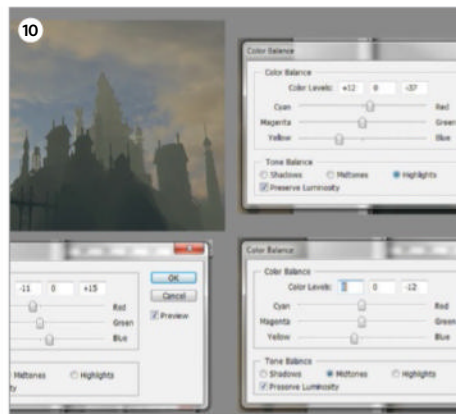 10
Color Balance
Color Balance
Color Levels: +12 0 -37
Cyan Red
Magenta Green
Yellow Blue
Tone Balance
Shadows Midtones Highlights
Preserve Luminosity
-11 0 +15
Red
Green
Blue
OK
Cancel
Preview
Midtones Highlights
Color Balance
Color Balance
Color Levels: 0 -12
Cyan Red
Magenta Green
Yellow Blue
Tone Balance
Shadows Midtones Highlights
Preserve Luminosity